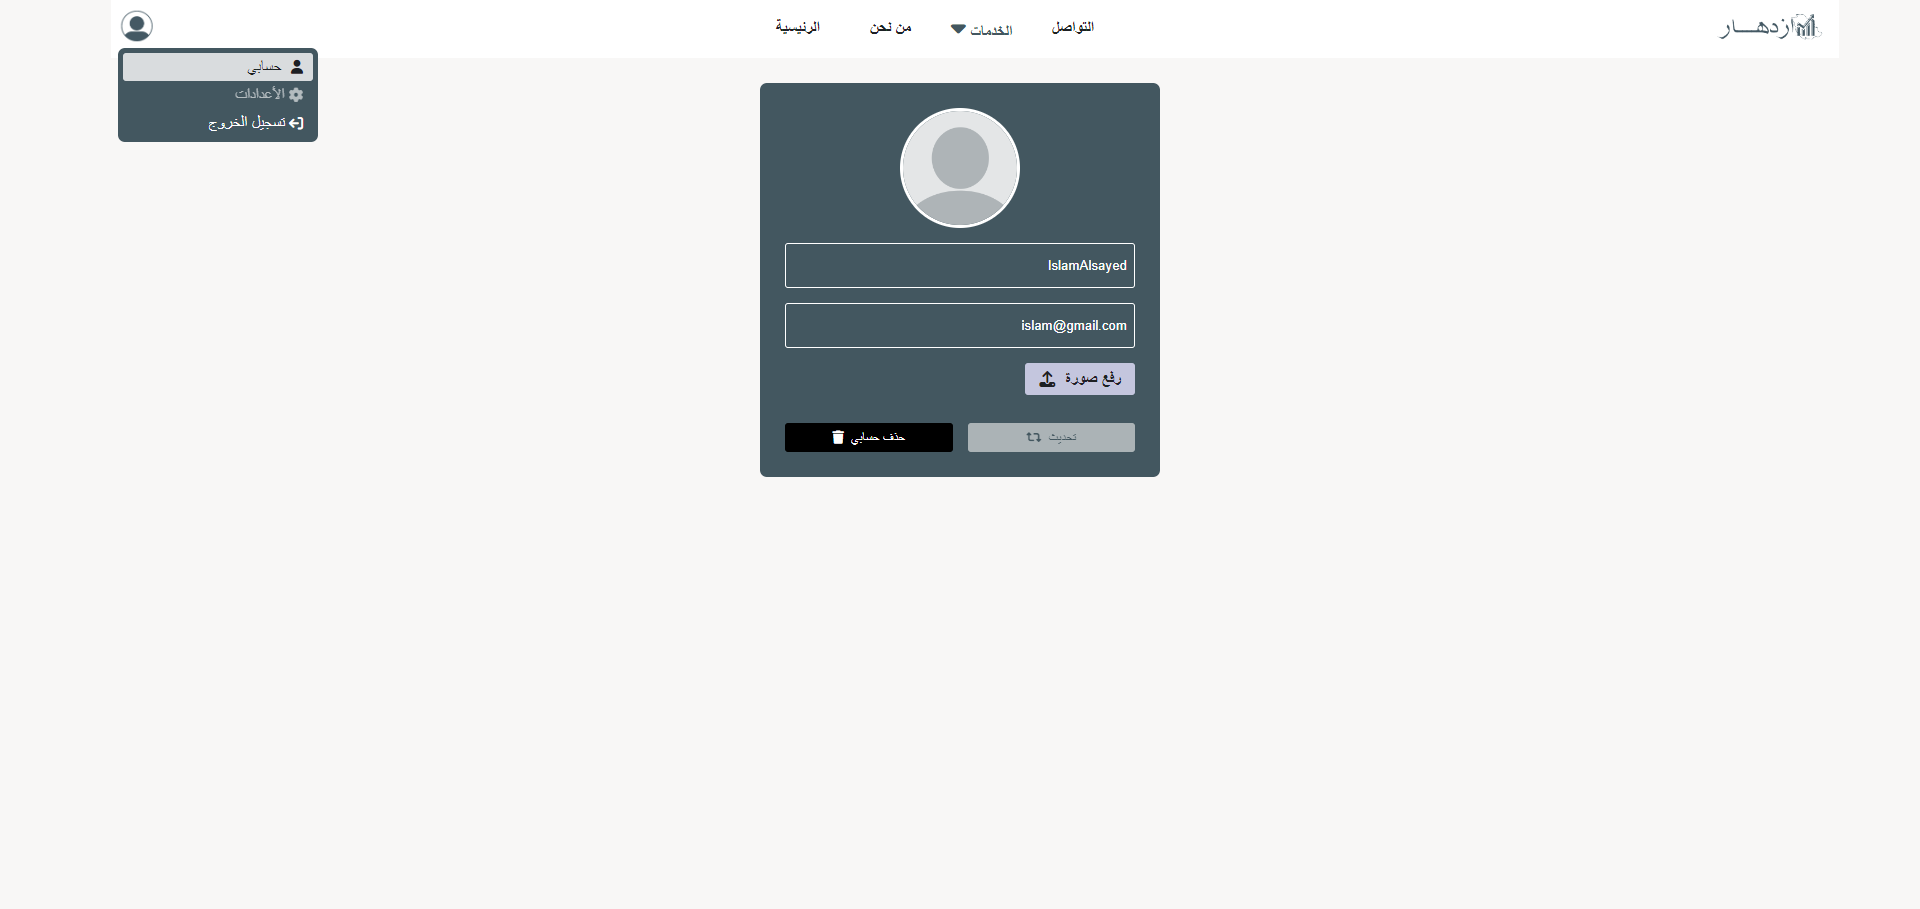 ازدهـــار
التواصل
الخدمات
من نحن
الرئيسية
حسابي
الأعدادات
تسجيل الخروج
IslamAlsayed
islam@gmail.com
رفع صورة
تحديث
حذف حسابي